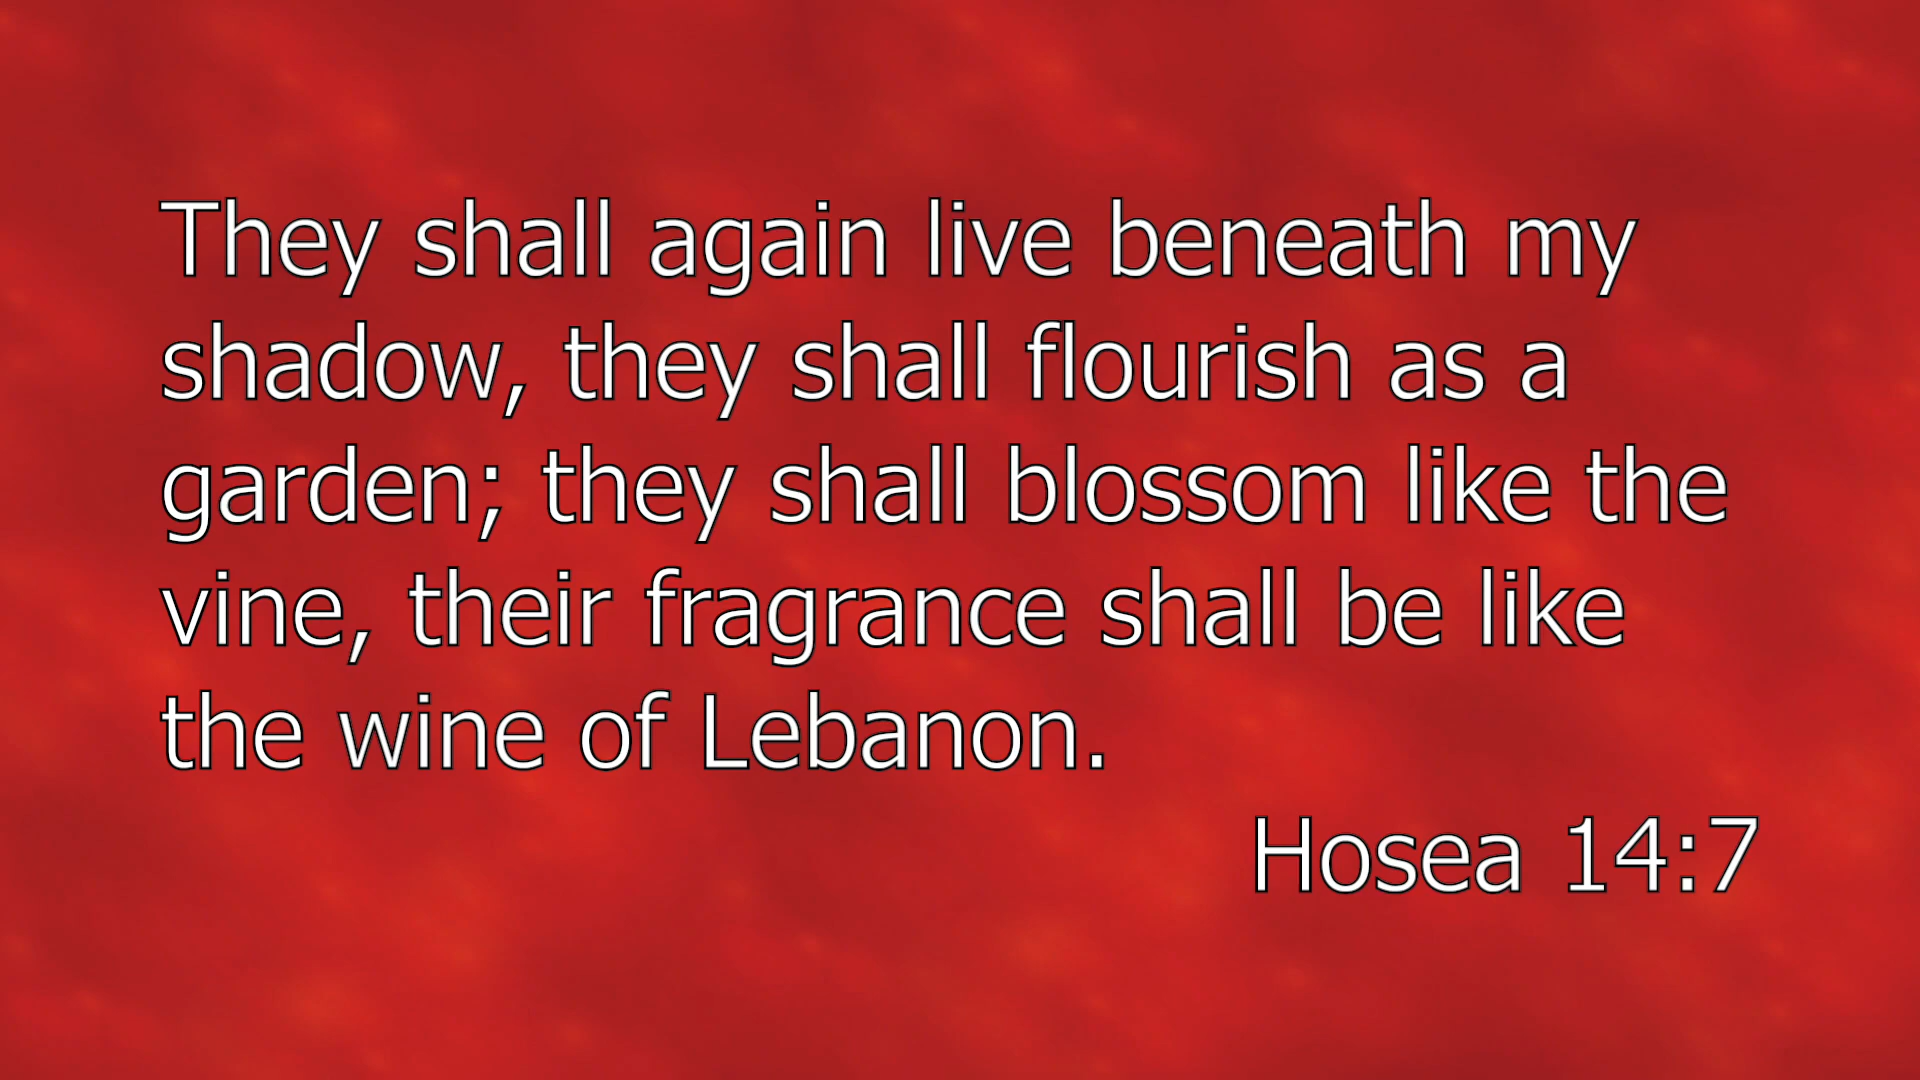 They shall again live beneath my
shadow, they shall flourish as a
garden; they shall blossom like the
vine, their fragrance shall be like
the wine of Lebanon.
Hosea 14:7